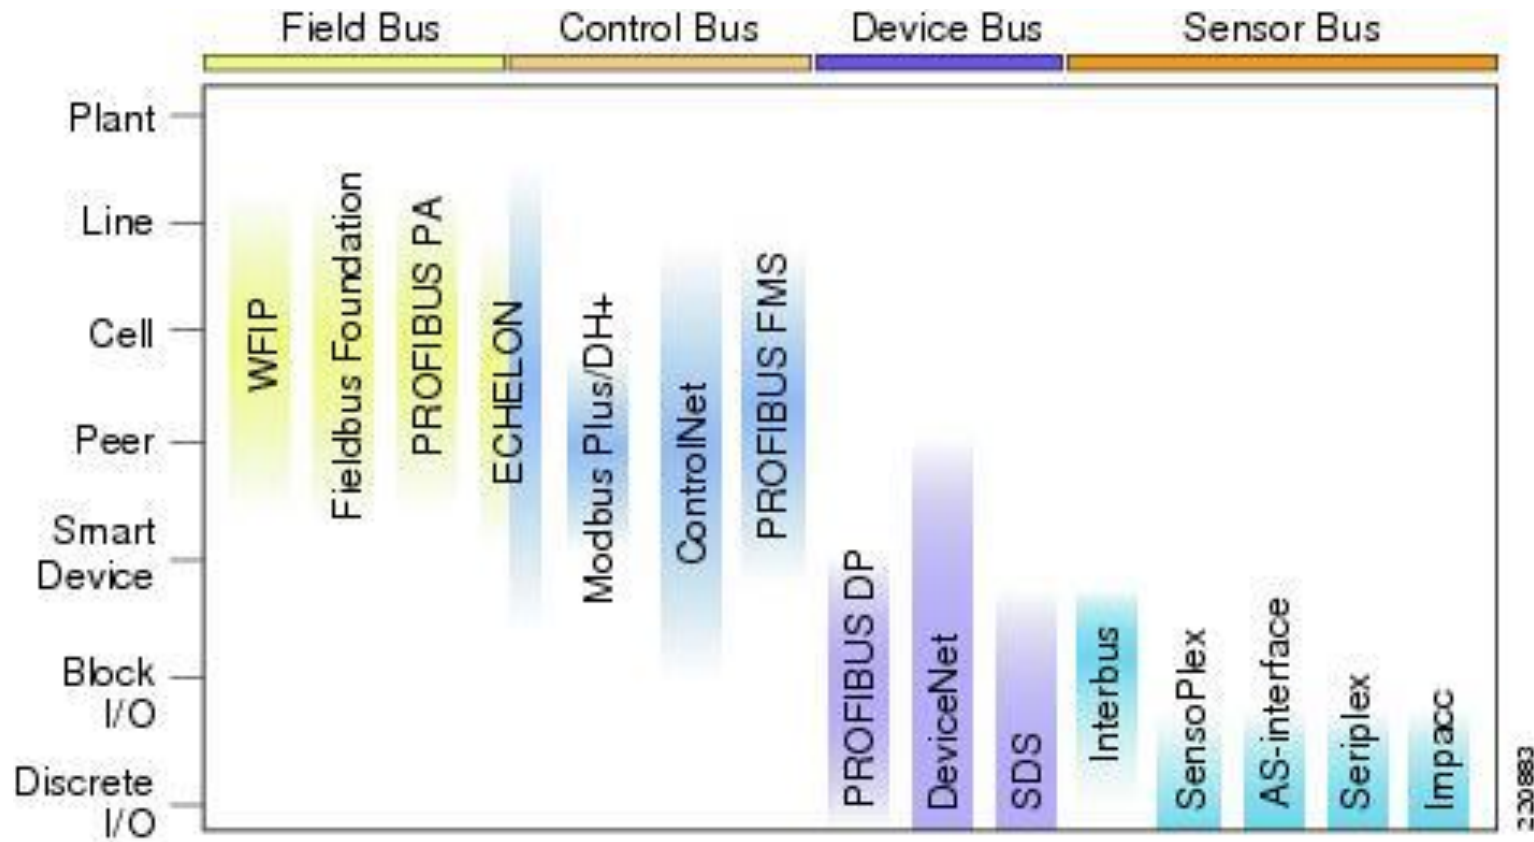 Field Bus
Control Bus
Device Bus
Sensor Bus
Plant
Line
Cell
Peer
Smart
Device
Block
I/O
Discrete
I/O
WFIP
Fieldbus Foundation
PROFIBUS PA
ECHELON
Modbus Plus/DH+
ControlNet
PROFIBUS FMS
PROFIBUS DP
DeviceNet
SDS
Interbus
SensoPlex
AS-interface
Seriplex
Impacc
220883